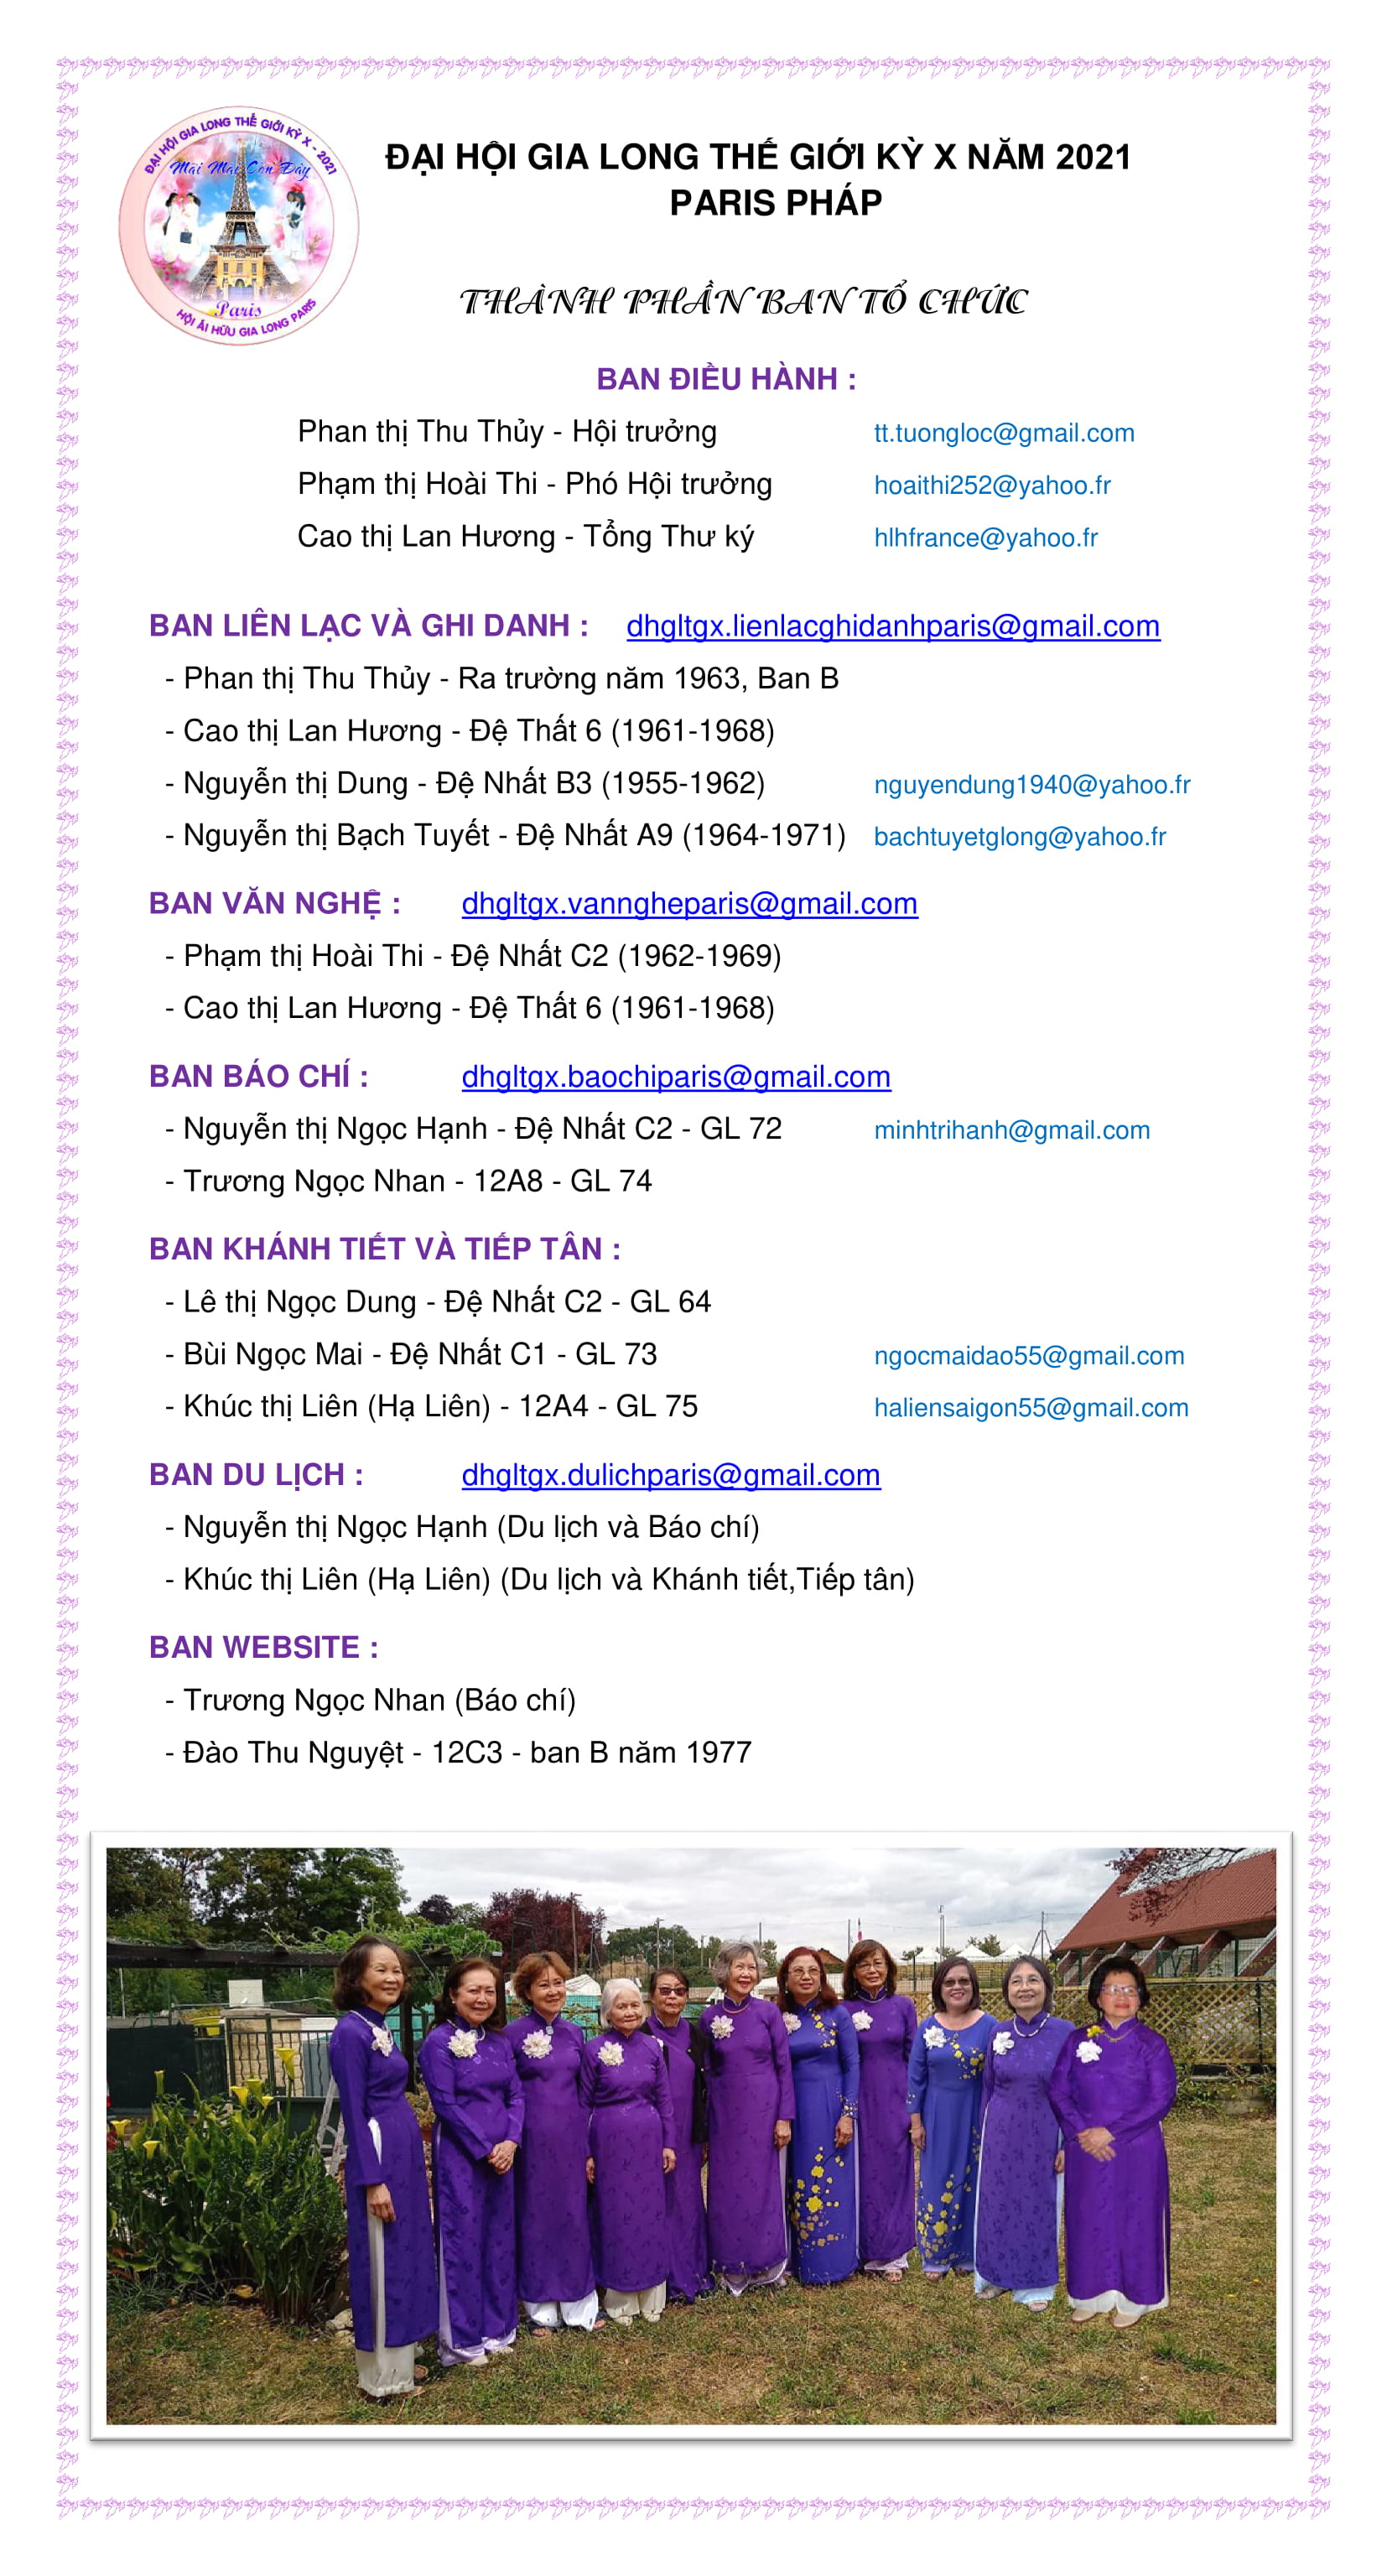 ĐẠI HỘI GIA LONG THẾ GIỚI KỲ X - 2021
Mãi Mãi Còn Đây
Paris
HỘI ÁI HỮU GIA LONG PARIS
ĐẠI HỘI GIA LONG THẾ GIỚI KỲ X NĂM 2021
PARIS PHÁP
THÀNH PHẦN BAN TỔ CHỨC
BAN ĐIỀU HÀNH :
Phan thị Thu Thủy - Hội trưởng tt.tuongloc@gmail.com
Phạm thị Hoài Thi - Phó Hội trưởng hoaithi252@yahoo.fr
Cao thị Lan Hương - Tổng Thư ký hlhfrance@yahoo.fr
BAN LIÊN LẠC VÀ GHI DANH : dhgltgx.lienlacghidanhparis@gmail.com
- Phan thị Thu Thủy - Ra trường năm 1963, Ban B
- Cao thị Lan Hương - Đệ Thất 6 (1961-1968)
- Nguyễn thị Dung - Đệ Nhất B3 (1955-1962) nguyendung1940@yahoo.fr
- Nguyễn thị Bạch Tuyết - Đệ Nhất A9 (1964-1971) bachtuyetglong@yahoo.fr
BAN VĂN NGHỆ : dhgltgx.vanngheparis@gmail.com
- Phạm thị Hoài Thi - Đệ Nhất C2 (1962-1969)
- Cao thị Lan Hương - Đệ Thất 6 (1961-1968)
BAN BÁO CHÍ : dhgltgx.baochiparis@gmail.com
- Nguyễn thị Ngọc Hạnh - Đệ Nhất C2 - GL 72 minhtrihanh@gmail.com
- Trương Ngọc Nhan - 12A8 - GL 74
BAN KHÁNH TIẾT VÀ TIẾP TÂN :
- Lê thị Ngọc Dung - Đệ Nhất C2 - GL 64
- Bùi Ngọc Mai - Đệ Nhất C1 - GL 73 ngocmaidao55@gmail.com
- Khúc thị Liên (Hạ Liên) - 12A4 - GL 75 haliensaigon55@gmail.com
BAN DU LỊCH : dhgltgx.dulichparis@gmail.com
- Nguyễn thị Ngọc Hạnh (Du lịch và Báo chí)
- Khúc thị Liên (Hạ Liên) (Du lịch và Khánh tiết,Tiếp tân)
BAN WEBSITE :
- Trương Ngọc Nhan (Báo chí)
- Đào Thu Nguyệt - 12C3 - ban B năm 1977